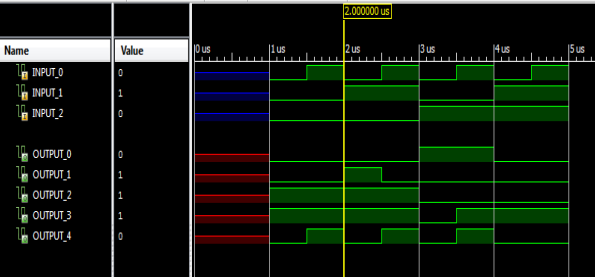 2.000000 us
Name Value
0 us 1 us 2 us 3 us 4 us 5 us
INPUT_0 0
INPUT_1 1
INPUT_2 0
OUTPUT_0 0
OUTPUT_1 1
OUTPUT_2 1
OUTPUT_3 1
OUTPUT_4 0